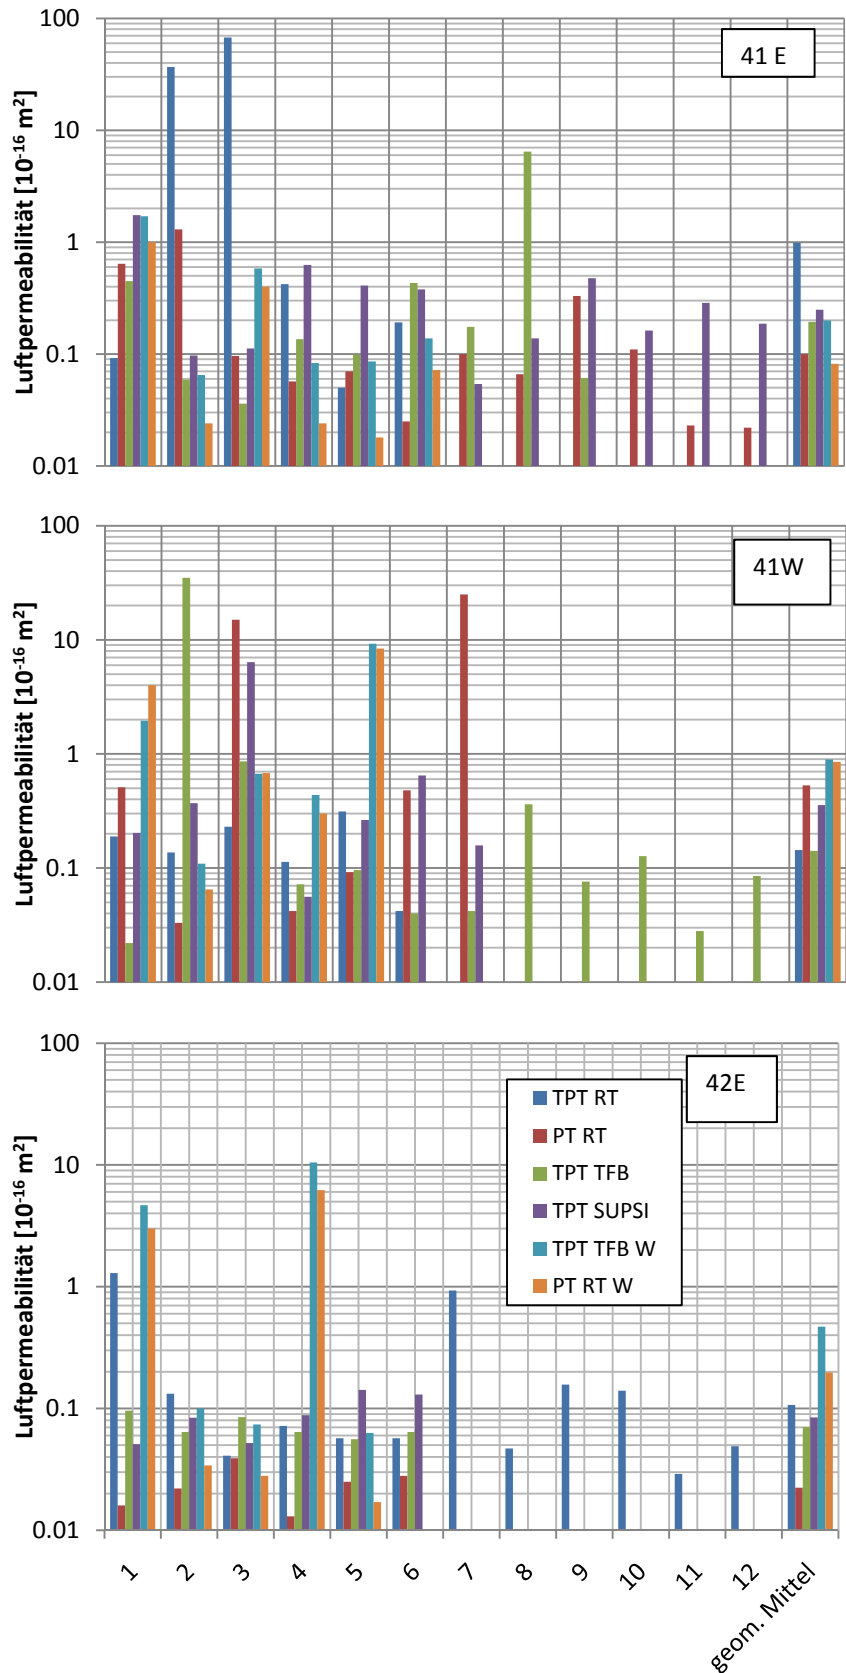 Luftpermeabilität [10⁻¹⁶ m²]
100
10
1
0.1
0.01
41 E
Luftpermeabilität [10⁻¹⁶ m²]
100
10
1
0.1
0.01
41W
Luftpermeabilität [10⁻¹⁶ m²]
100
10
1
0.1
0.01
42E
TPT RT
PT RT
TPT TFB
TPT SUPSI
TPT TFB W
PT RT W
1
2
3
4
5
6
7
8
9
10
11
12
geom. Mittel